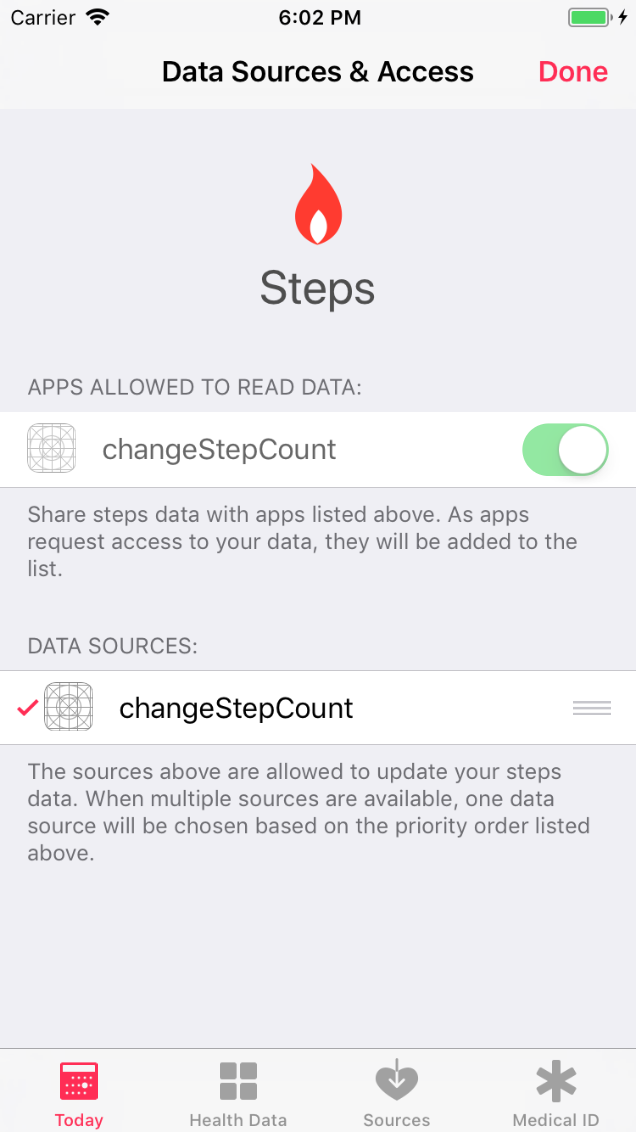 Carrier 6:02 PM
Data Sources & Access Done
Steps
APPS ALLOWED TO READ DATA:
changeStepCount
Share steps data with apps listed above. As apps
request access to your data, they will be added to the
list.
DATA SOURCES:
changeStepCount
The sources above are allowed to update your steps
data. When multiple sources are available, one data
source will be chosen based on the priority order listed
above.
Today Health Data Sources Medical ID